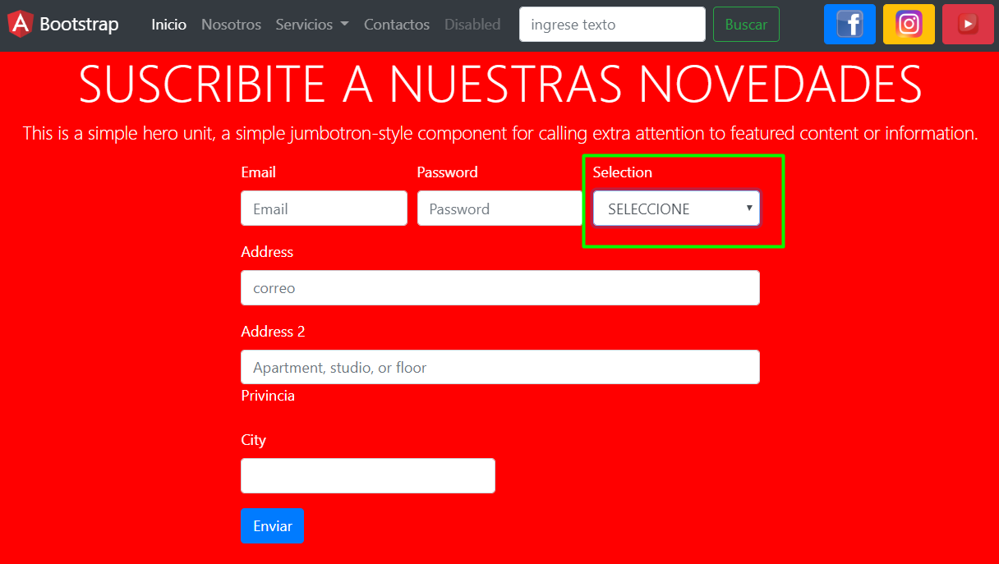 A Bootstrap Inicio Nosotros Servicios Contactos Disabled ingrese texto Buscar f
SUSCRIBITE A NUESTRAS NOVEDADES
This is a simple hero unit, a simple jumbotron-style component for calling extra attention to featured content or information.
Email Password Selection
Email Password SELECCIONE
Address
correo
Address 2
Apartment, studio, or floor
Privincia
City
Enviar